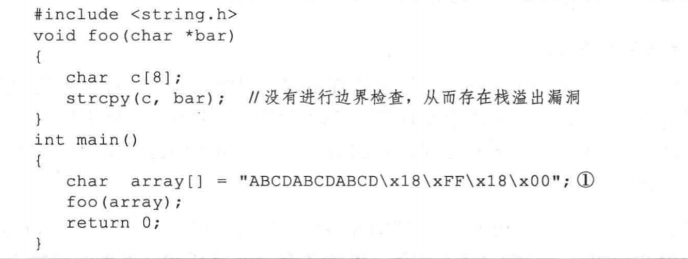 #include <string.h>
void foo(char *bar)
{
char c[8];
strcpy(c, bar); //没有进行边界检查，从而存在栈溢出漏洞
}
int main()
{
char array[] = "ABCDABCDABCD\x18\xFF\x18\x00"; ①
foo(array);
return 0;
}